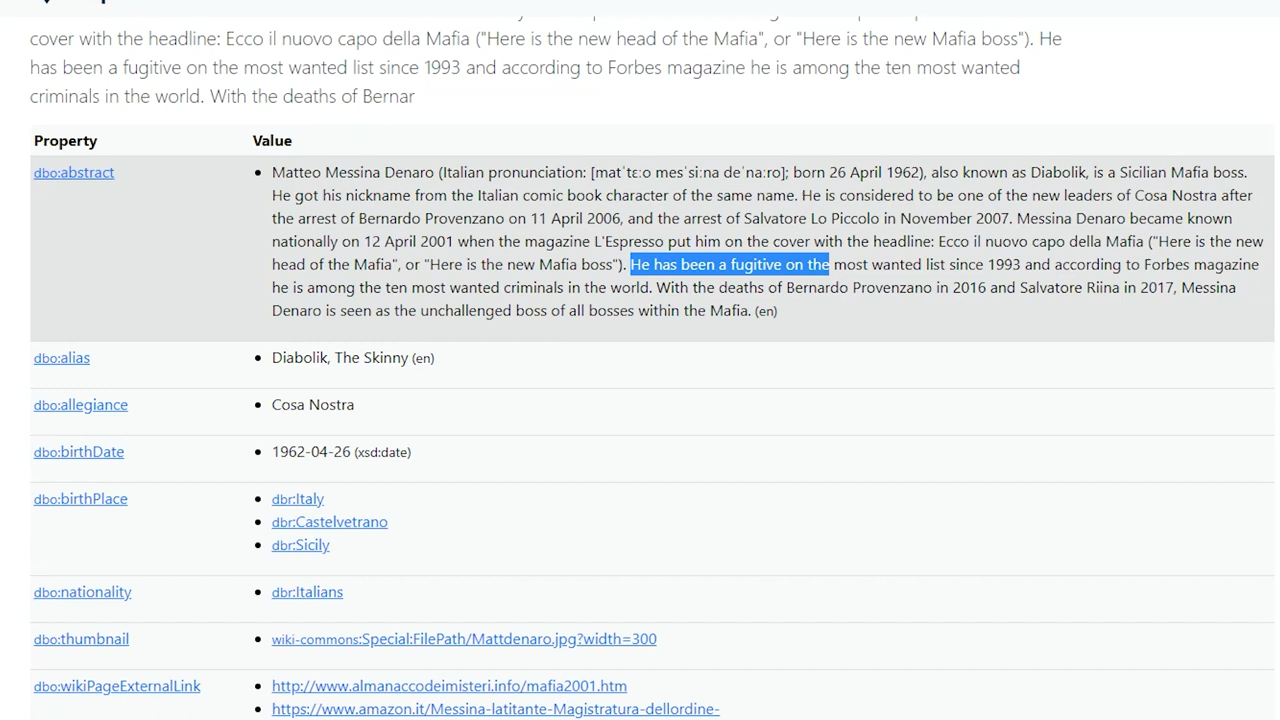 cover with the headline: Ecco il nuovo capo della Mafia ("Here is the new head of the Mafia", or "Here is the new Mafia boss"). He
has been a fugitive on the most wanted list since 1993 and according to Forbes magazine he is among the ten most wanted
criminals in the world. With the deaths of Bernar
Property Value
dbo:abstract • Matteo Messina Denaro (Italian pronunciation: [matˈtɛːo mesˈsiːna deˈnaːro]; born 26 April 1962), also known as Diabolik, is a Sicilian Mafia boss.
He got his nickname from the Italian comic book character of the same name. He is considered to be one of the new leaders of Cosa Nostra after
the arrest of Bernardo Provenzano on 11 April 2006, and the arrest of Salvatore Lo Piccolo in November 2007. Messina Denaro became known
nationally on 12 April 2001 when the magazine L'Espresso put him on the cover with the headline: Ecco il nuovo capo della Mafia ("Here is the new
head of the Mafia", or "Here is the new Mafia boss"). He has been a fugitive on the most wanted list since 1993 and according to Forbes magazine
he is among the ten most wanted criminals in the world. With the deaths of Bernardo Provenzano in 2016 and Salvatore Riina in 2017, Messina
Denaro is seen as the unchallenged boss of all bosses within the Mafia. (en)
dbo:alias • Diabolik, The Skinny (en)
dbo:allegiance • Cosa Nostra
dbo:birthDate • 1962-04-26 (xsd:date)
dbo:birthPlace • dbr:Italy
• dbr:Castelvetrano
• dbr:Sicily
dbo:nationality • dbr:Italians
dbo:thumbnail • wiki-commons:Special:FilePath/Mattdenaro.jpg?width=300
dbo:wikiPageExternalLink • http://www.almanaccodeimisteri.info/mafia2001.htm
• https://www.amazon.it/Messina-latitante-Magistratura-dellordine-